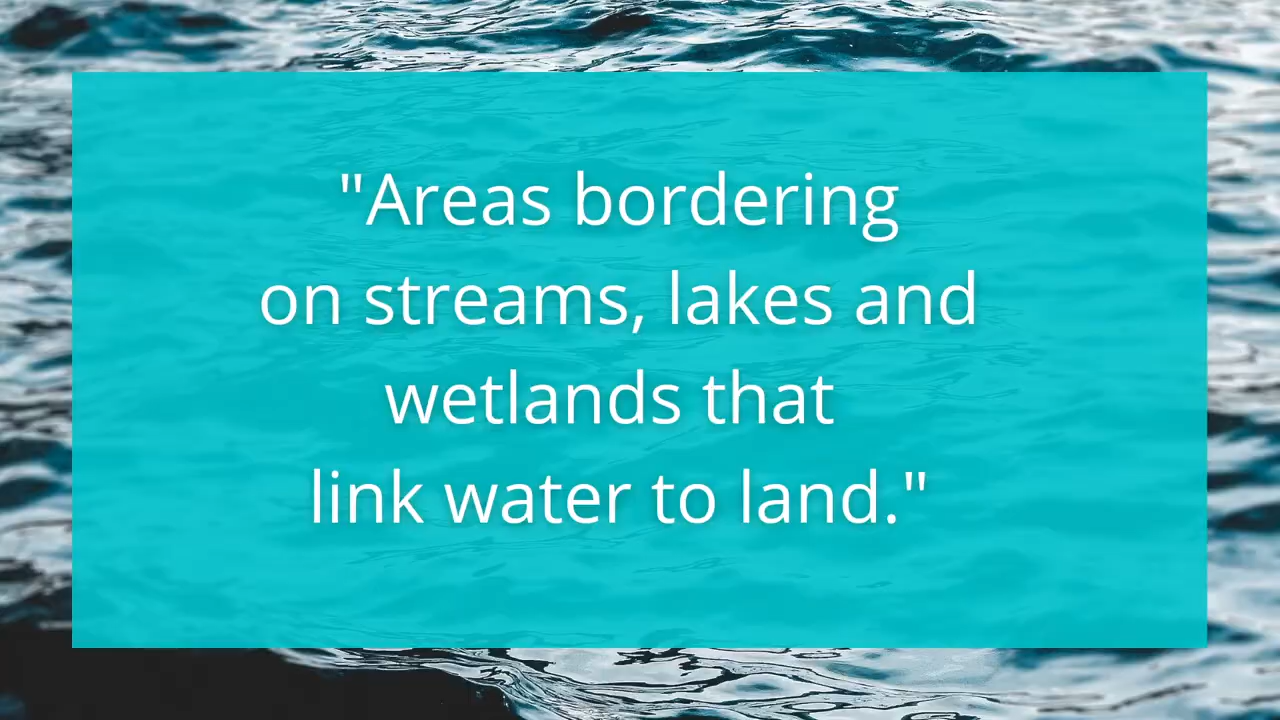 "Areas bordering
on streams, lakes and
wetlands that
link water to land."